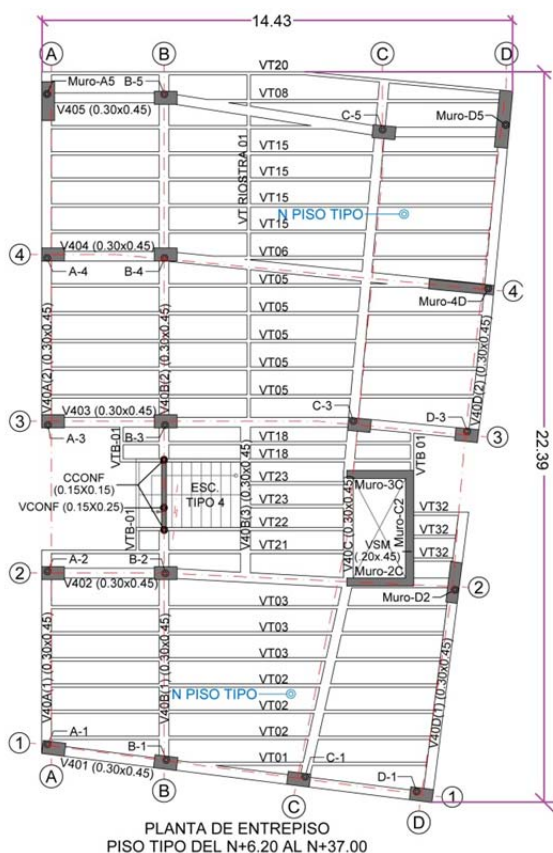 14.43
A B C D
VT20
Muro-A5 B-5
VT08
V405 (0.30x0.45)
Muro-D5
C-5
VT15
VT RIOSTRA 01
VT15
VT15
N PISO TIPO
VT15
4 V404 (0.30x0.45) VT06
A-4 B-4
VT05
Muro-4D 4
VT05
V40A(2) (0.30x0.45)
V40B(2) (0.30x0.45)
V40D(2) (0.30x0.45)
VT05
VT05
VT05
C-3
3 V403 (0.30x0.45)
D-3
A-3 B-3
3
22.39
VTB-01
VT18
VTB 01
VT18
CCONF
(0.15X0.15)
ESC.
TIPO 4
V40B(3) (0.30x0.45)
VT23
Muro-3C
VT23
VCONF (0.15X0.25)
Muro-C2
VT32
VTB-01
VT22
V40C (0.30x0.45)
VT32
VSM
(.20x.45)
VT21
VT32
A-2 B-2
Muro-2C
2 V402 (0.30x0.45)
2
Muro-D2
VT03
VT03
V40A(1) (0.30x0.45)
V40B(1) (0.30x0.45)
V40D(1) (0.30x0.45)
VT03
VT02
N PISO TIPO
VT02
VT02
1 A-1
B-1
VT01
V401 (0.30x0.45)
C-1
D-1
1
A B C D
PLANTA DE ENTREPISO
PISO TIPO DEL N+6.20 AL N+37.00